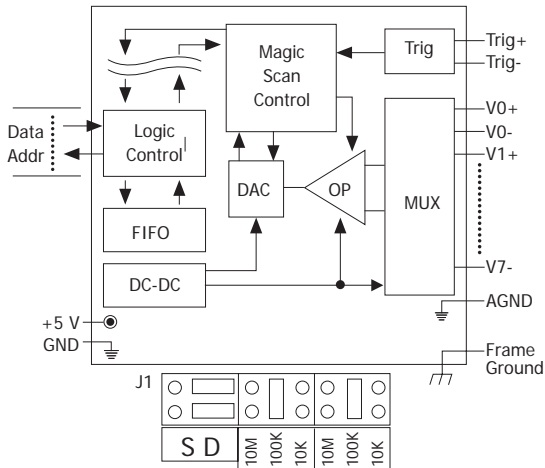 Magic
Scan
Control
Trig
Trig+
Trig-
Data
Addr
Logic
Control
V0+
V0-
V1+
DAC
OP
MUX
FIFO
DC-DC
V7-
AGND
+5 V
GND
Frame
Ground
J1
S D
10M
100K
10K
10M
100K
10K